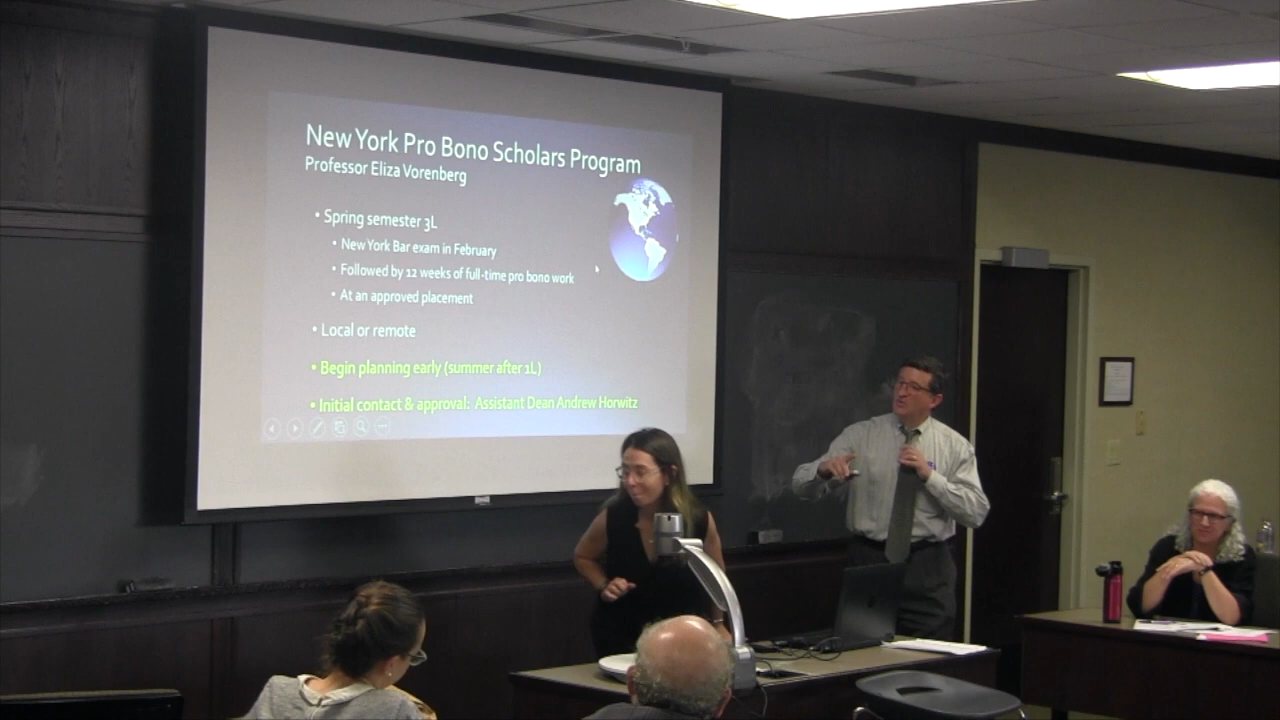 New York Pro Bono Scholars Program
Professor Eliza Vorenberg
• Spring semester 3L
• New York Bar exam in February
• Followed by 12 weeks of full-time pro bono work
• At an approved placement
• Local or remote
• Begin planning early (summer after 1L)
• Initial contact & approval: Assistant Dean Andrew Horwitz